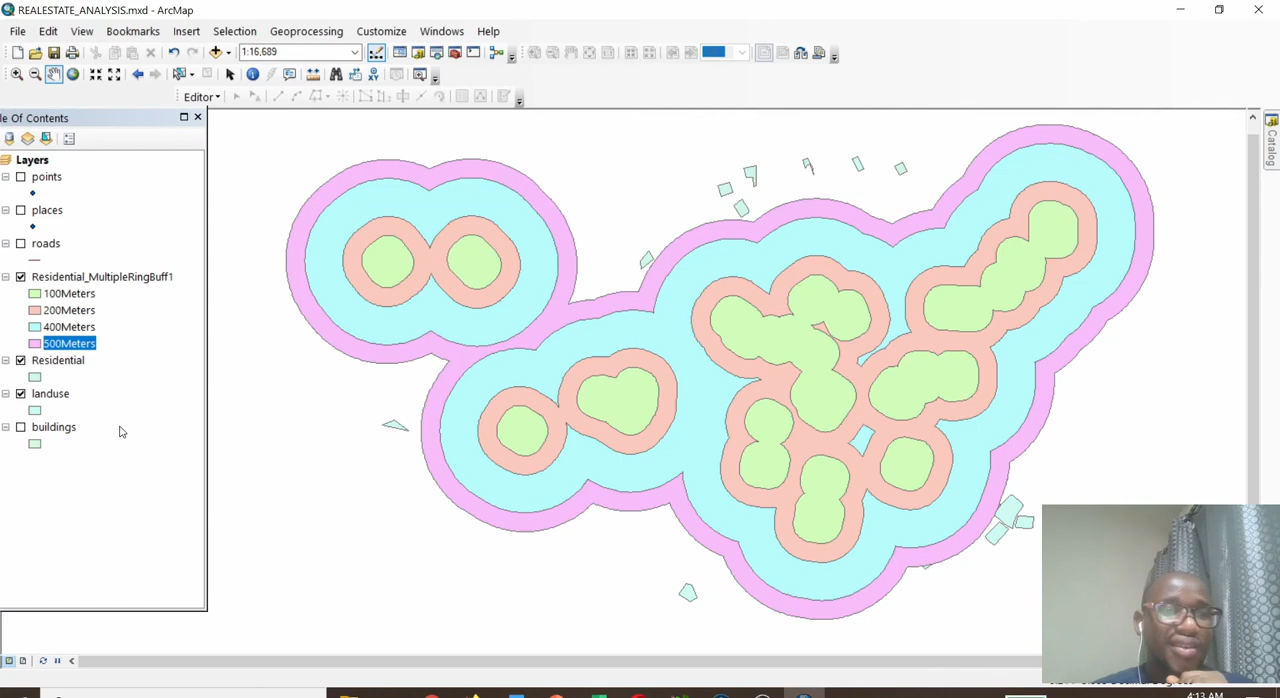 REALESTATE_ANALYSIS.mxd - ArcMap
File Edit View Bookmarks Insert Selection Geoprocessing Customize Windows Help
1:16,689
Editor
le Of Contents
Layers
points
places
roads
Residential_MultipleRingBuff1
100Meters
200Meters
400Meters
500Meters
Residential
landuse
buildings
Catalog
4:13 AM